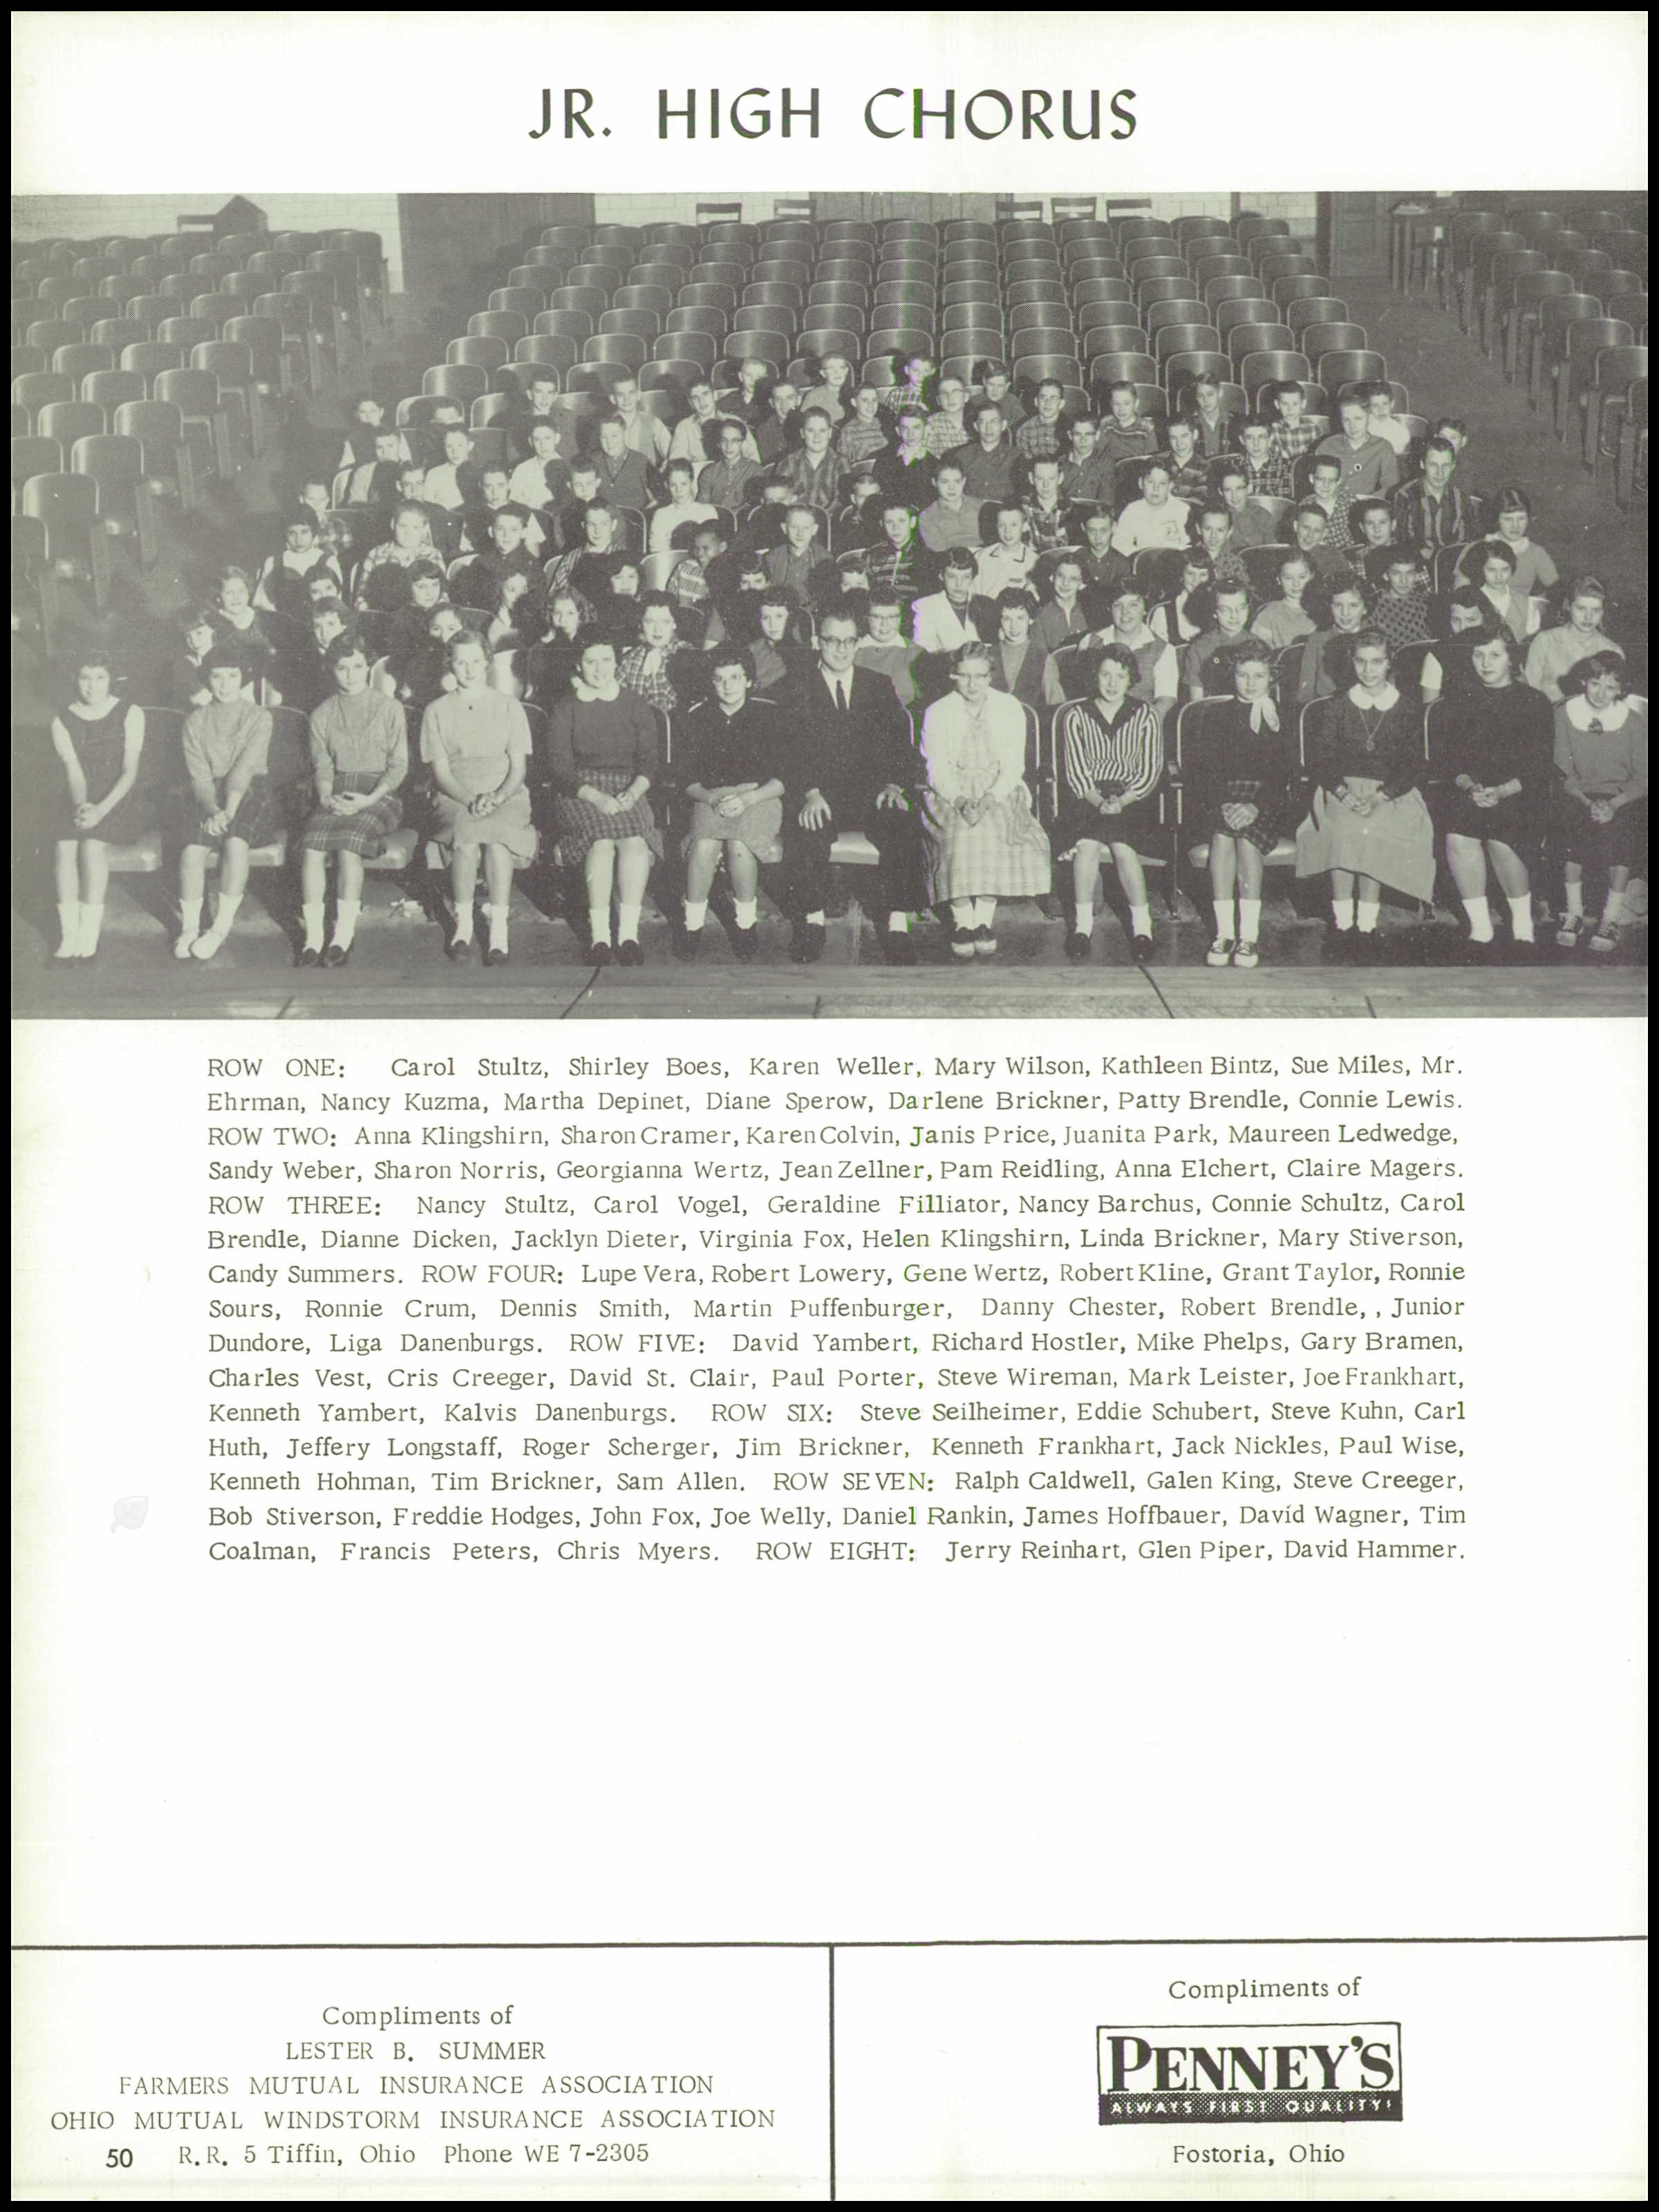 JR. HIGH CHORUS
ROW ONE: Carol Stultz, Shirley Boes, Karen Weller, Mary Wilson, Kathleen Bintz, Sue Miles, Mr.
Ehrman, Nancy Kuzma, Martha Depinet, Diane Sperow, Darlene Brickner, Patty Brendle, Connie Lewis.
ROW TWO: Anna Klingshirn, Sharon Cramer, Karen Colvin, Janis Price, Juanita Park, Maureen Ledwedge,
Sandy Weber, Sharon Norris, Georgianna Wertz, Jean Zellner, Pam Reidling, Anna Elchert, Claire Magers.
ROW THREE: Nancy Stultz, Carol Vogel, Geraldine Filliator, Nancy Barchus, Connie Schultz, Carol
Brendle, Dianne Dicken, Jacklyn Dieter, Virginia Fox, Helen Klingshirn, Linda Brickner, Mary Stiverson,
Candy Summers. ROW FOUR: Lupe Vera, Robert Lowery, Gene Wertz, Robert Kline, Grant Taylor, Ronnie
Sours, Ronnie Crum, Dennis Smith, Martin Puffenburger, Danny Chester, Robert Brendle, , Junior
Dundore, Liga Danenburgs. ROW FIVE: David Yambert, Richard Hostler, Mike Phelps, Gary Bramen,
Charles Vest, Cris Creeger, David St. Clair, Paul Porter, Steve Wireman, Mark Leister, Joe Frankhart,
Kenneth Yambert, Kalvis Danenburgs. ROW SIX: Steve Seilheimer, Eddie Schubert, Steve Kuhn, Carl
Huth, Jeffery Longstaff, Roger Scherger, Jim Brickner, Kenneth Frankhart, Jack Nickles, Paul Wise,
Kenneth Hohman, Tim Brickner, Sam Allen. ROW SEVEN: Ralph Caldwell, Galen King, Steve Creeger,
Bob Stiverson, Freddie Hodges, John Fox, Joe Welly, Daniel Rankin, James Hoffbauer, David Wagner, Tim
Coalman, Francis Peters, Chris Myers. ROW EIGHT: Jerry Reinhart, Glen Piper, David Hammer.
Compliments of
LESTER B. SUMMER
FARMERS MUTUAL INSURANCE ASSOCIATION
OHIO MUTUAL WINDSTORM INSURANCE ASSOCIATION
50 R.R. 5 Tiffin, Ohio Phone WE 7-2305
Compliments of
PENNEY'S
ALWAYS FIRST QUALITY!
Fostoria, Ohio